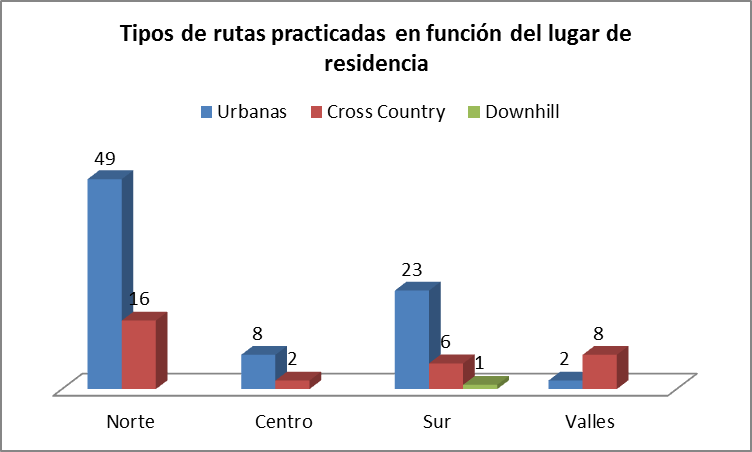 Tipos de rutas practicadas en función del lugar de
residencia
Urbanas Cross Country Downhill
49
16
8
2
23
6
1
2
8
Norte Centro Sur Valles